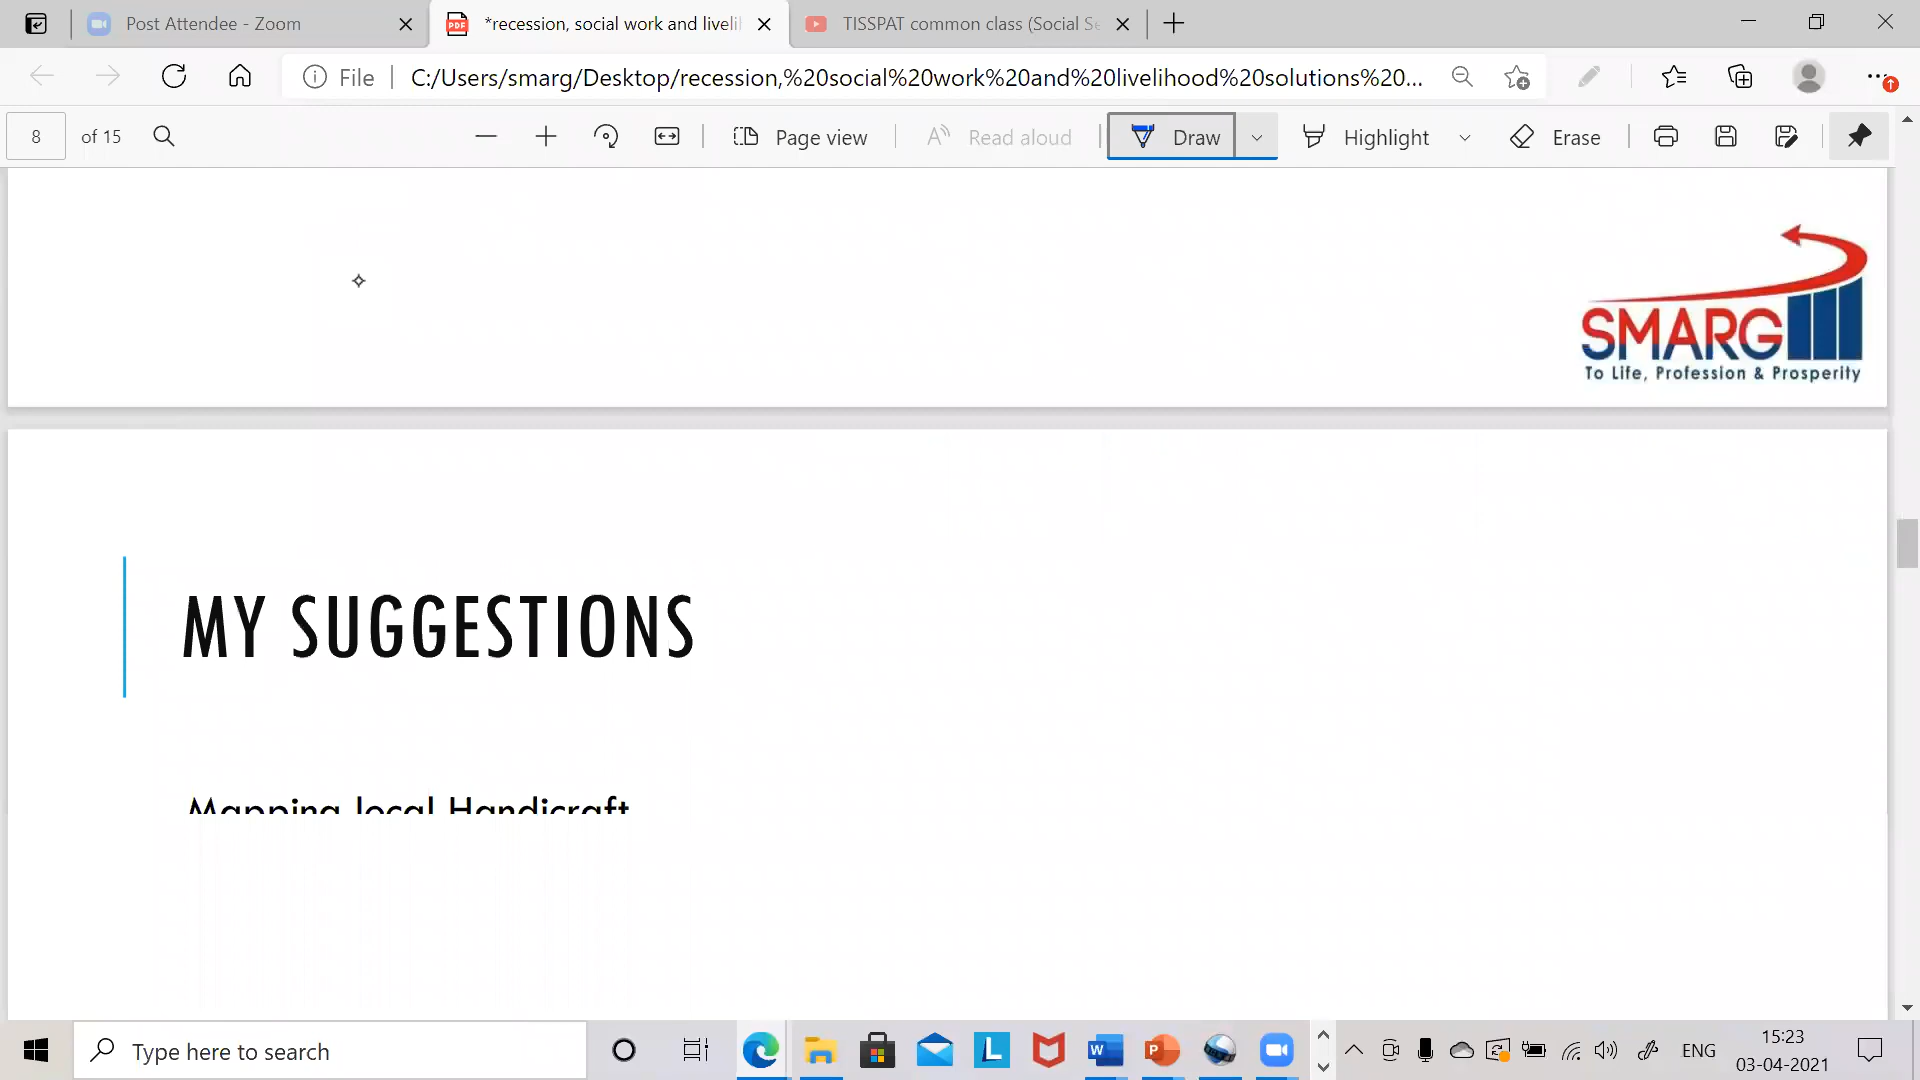 Post Attendee - Zoom
*recession, social work and liveli
TISSPAT common class (Social Se
File
C:/Users/smarg/Desktop/recession,%20social%20work%20and%20livelihood%20solutions%20...
8
of 15
Page view
Read aloud
Draw
Highlight
Erase
SMARG
To Life, Profession & Prosperity
MY SUGGESTIONS
Mapping local Handicraft
Type here to search
ENG
15:23
03-04-2021